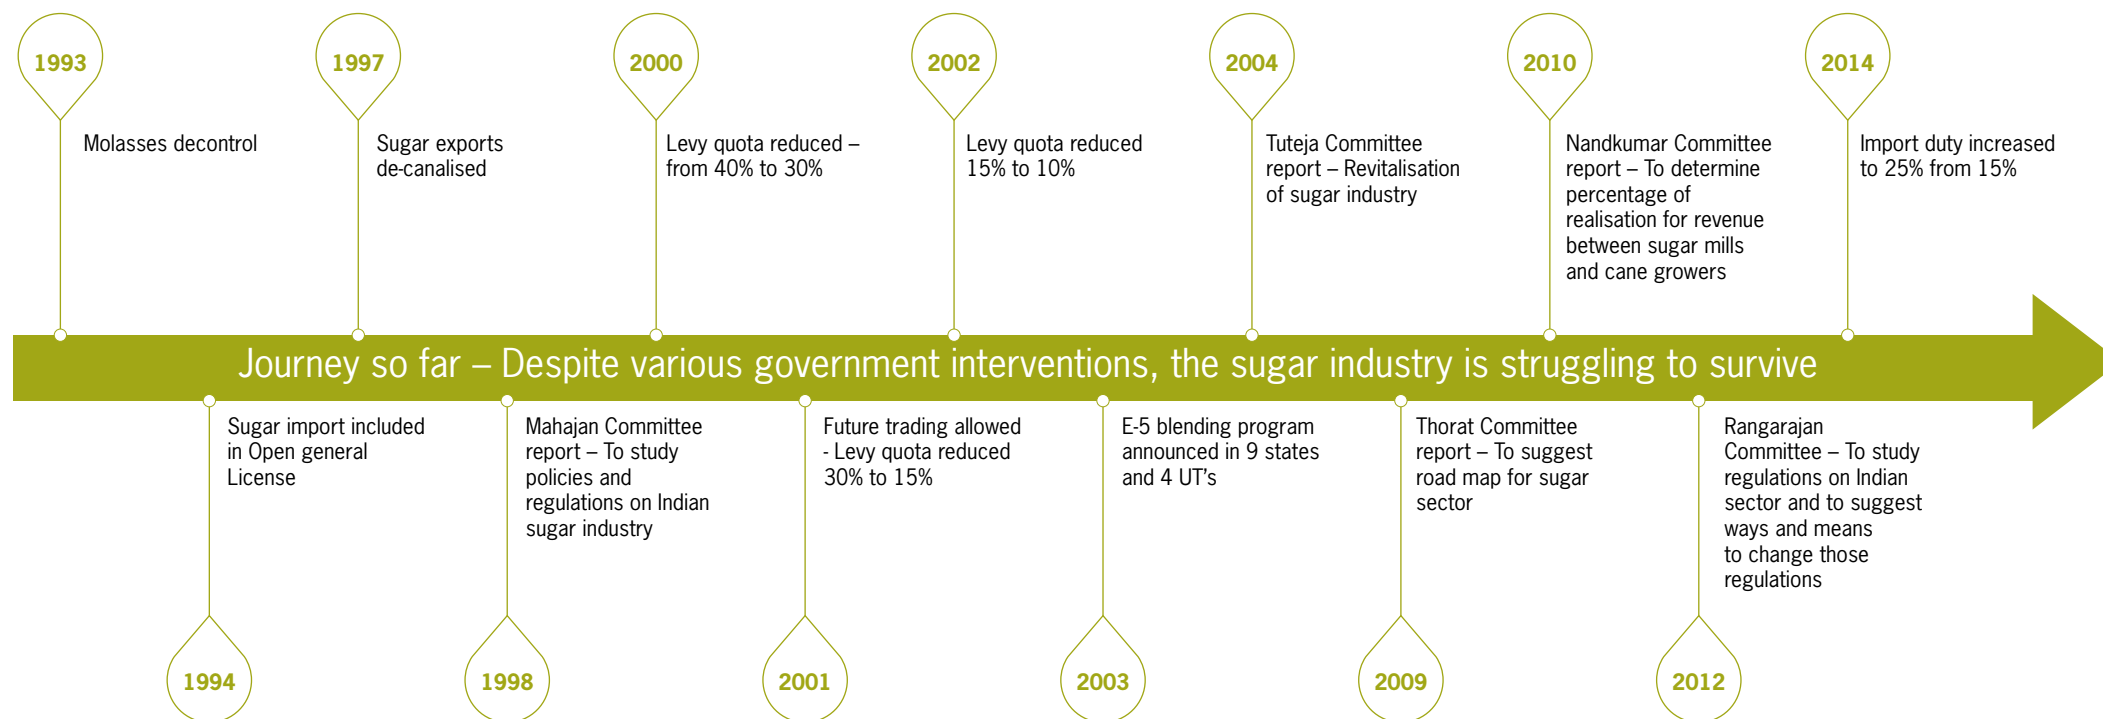 1993
1997
2000
2002
2004
2010
2014
Molasses decontrol
Sugar exports
de-canalised
Levy quota reduced –
from 40% to 30%
Levy quota reduced
15% to 10%
Tuteja Committee
report – Revitalisation
of sugar industry
Nandkumar Committee
report – To determine
percentage of
realisation for revenue
between sugar mills
and cane growers
Import duty increased
to 25% from 15%
Journey so far – Despite various government interventions, the sugar industry is struggling to survive
Sugar import included
in Open general
License
Mahajan Committee
report – To study
policies and
regulations on Indian
sugar industry
Future trading allowed
- Levy quota reduced
30% to 15%
E-5 blending program
announced in 9 states
and 4 UT's
Thorat Committee
report – To suggest
road map for sugar
sector
Rangarajan
Committee – To study
regulations on Indian
sector and to suggest
ways and means
to change those
regulations
1994
1998
2001
2003
2009
2012